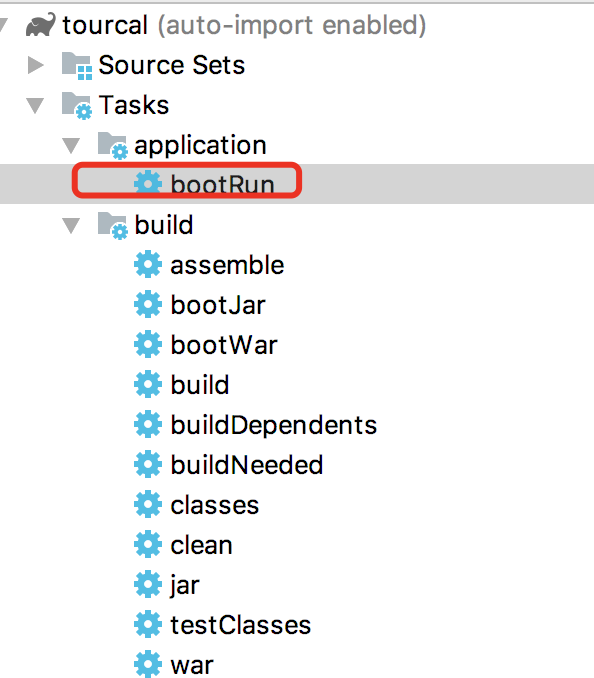 tourcal (auto-import enabled)
Source Sets
Tasks
application
bootRun
build
assemble
bootJar
bootWar
build
buildDependents
buildNeeded
classes
clean
jar
testClasses
war